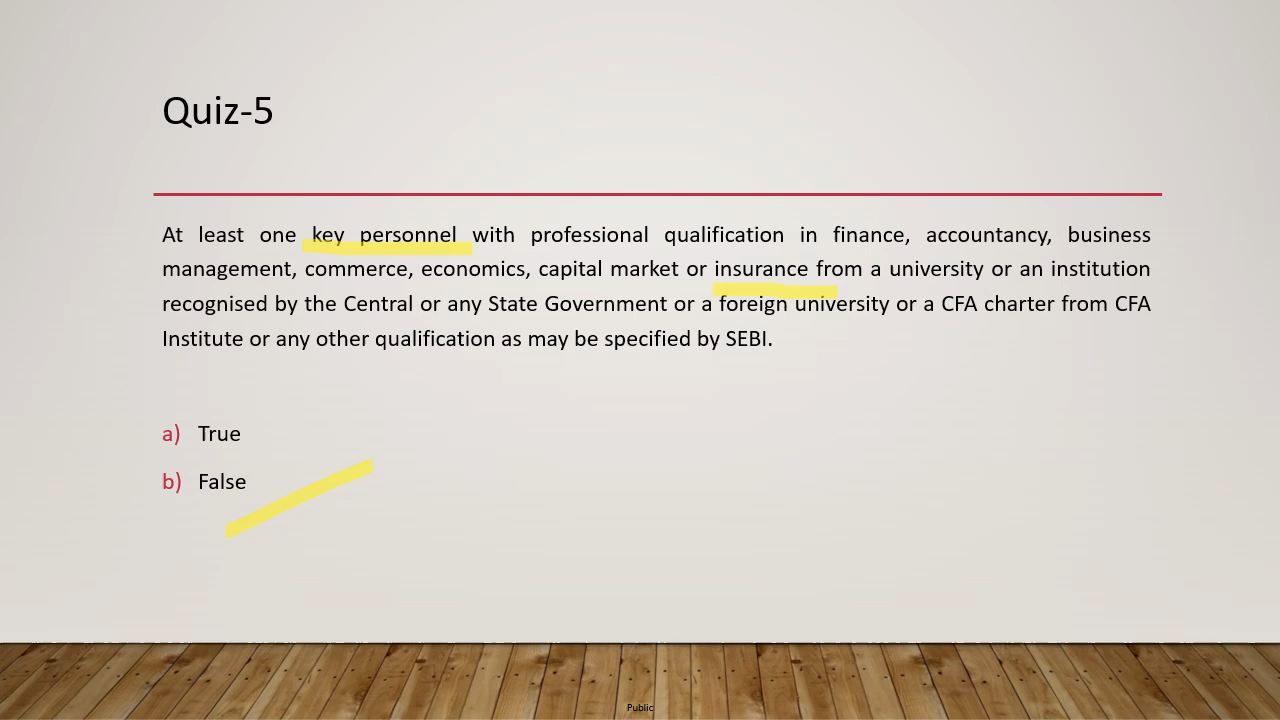 Quiz-5
At least one key personnel with professional qualification in finance, accountancy, business
management, commerce, economics, capital market or insurance from a university or an institution
recognised by the Central or any State Government or a foreign university or a CFA charter from CFA
Institute or any other qualification as may be specified by SEBI.
a) True
b) False
Public